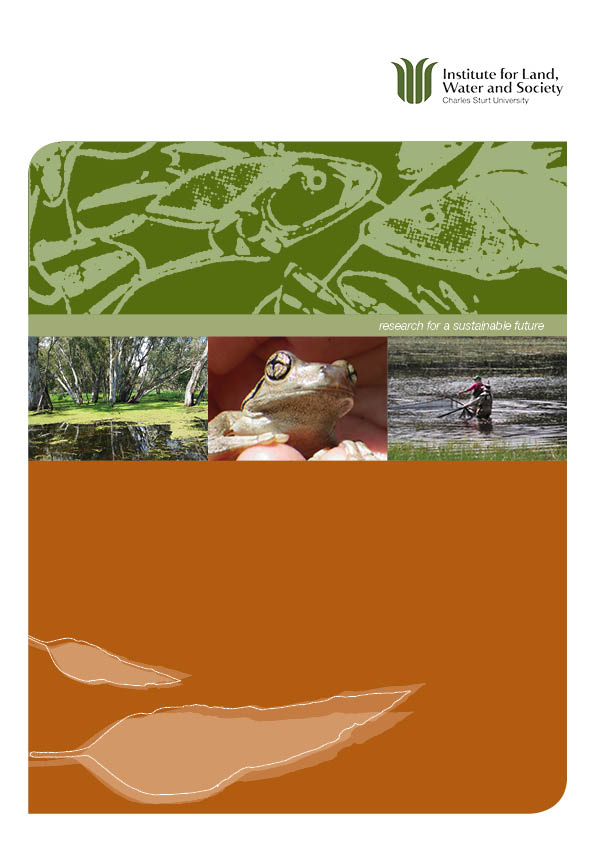 Institute for Land,
Water and Society
Charles Sturt University
research for a sustainable future